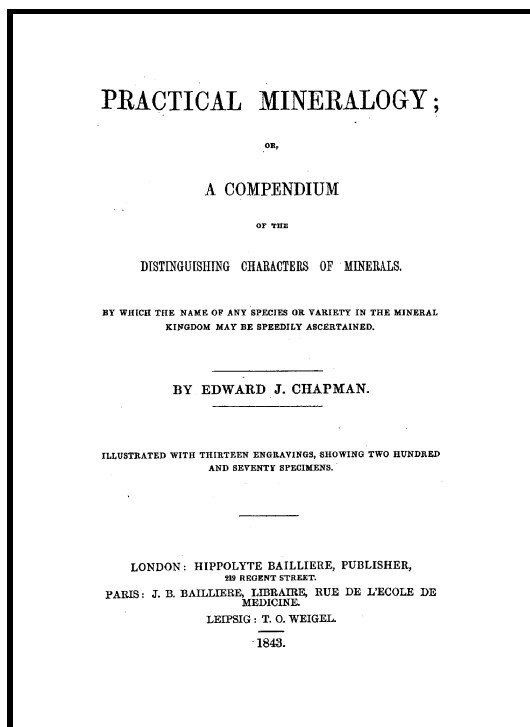 PRACTICAL MINERALOGY;
OR,
A COMPENDIUM
OF THE
DISTINGUISHING CHARACTERS OF MINERALS.
BY WHICH THE NAME OF ANY SPECIES OR VARIETY IN THE MINERAL
KINGDOM MAY BE SPEEDILY ASCERTAINED.
BY EDWARD J. CHAPMAN.
ILLUSTRATED WITH THIRTEEN ENGRAVINGS, SHOWING TWO HUNDRED
AND SEVENTY SPECIMENS.
LONDON: HIPPOLYTE BAILLIERE, PUBLISHER,
219 REGENT STREET.
PARIS: J. B. BAILLIERE, LIBRAIRE, RUE DE L'ECOLE DE
MEDICINE.
LEIPSIG: T. O. WEIGEL.
1843.